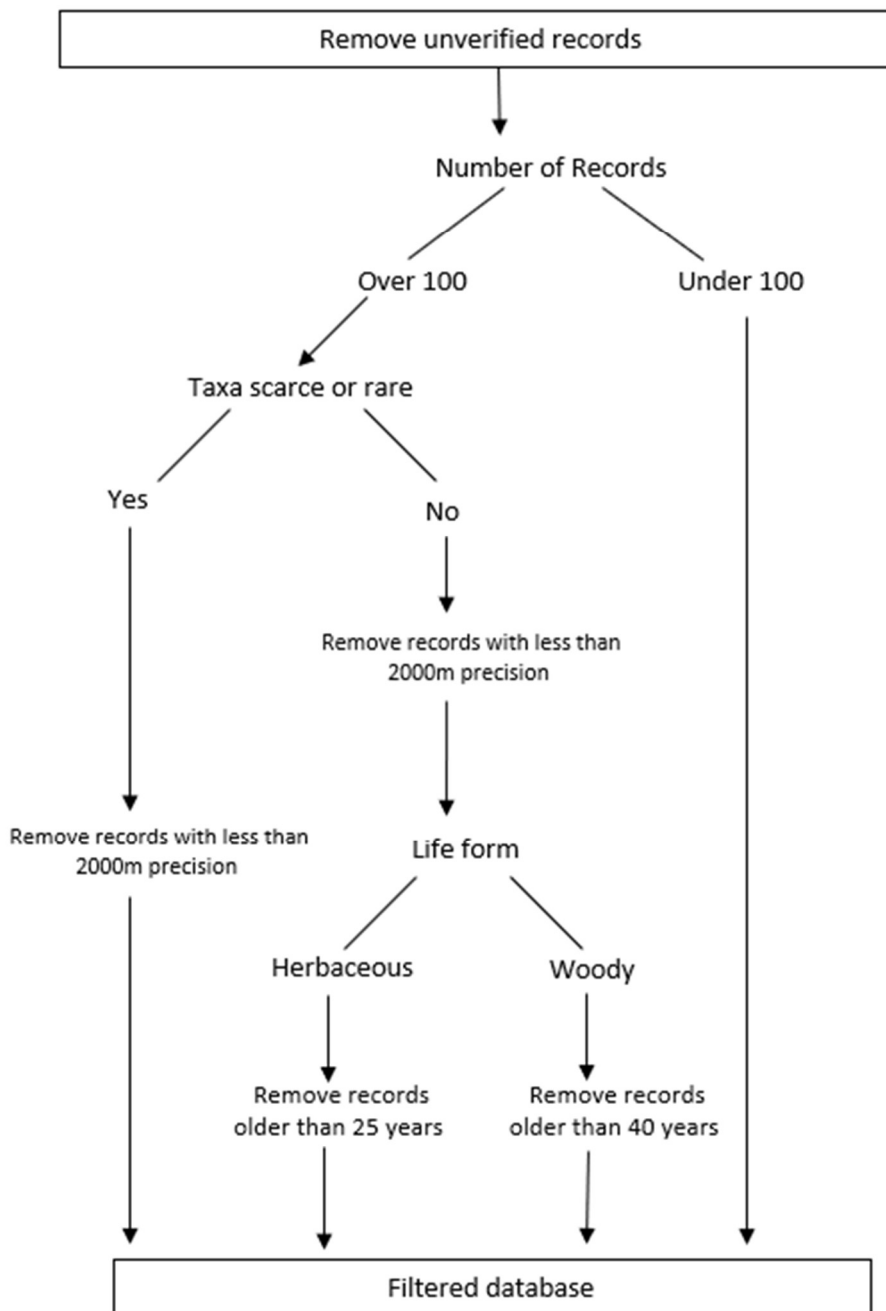 Remove unverified records
Number of Records
Over 100
Under 100
Taxa scarce or rare
Yes
No
Remove records with less than
2000m precision
Remove records with less than
2000m precision
Life form
Herbaceous
Woody
Remove records
older than 25 years
Remove records
older than 40 years
Filtered database